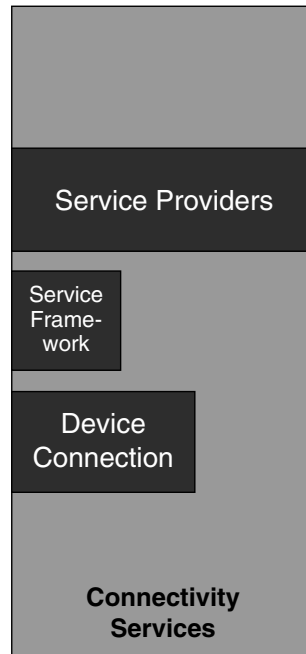 Service Providers
Service
Frame-
work
Device
Connection
Connectivity
Services